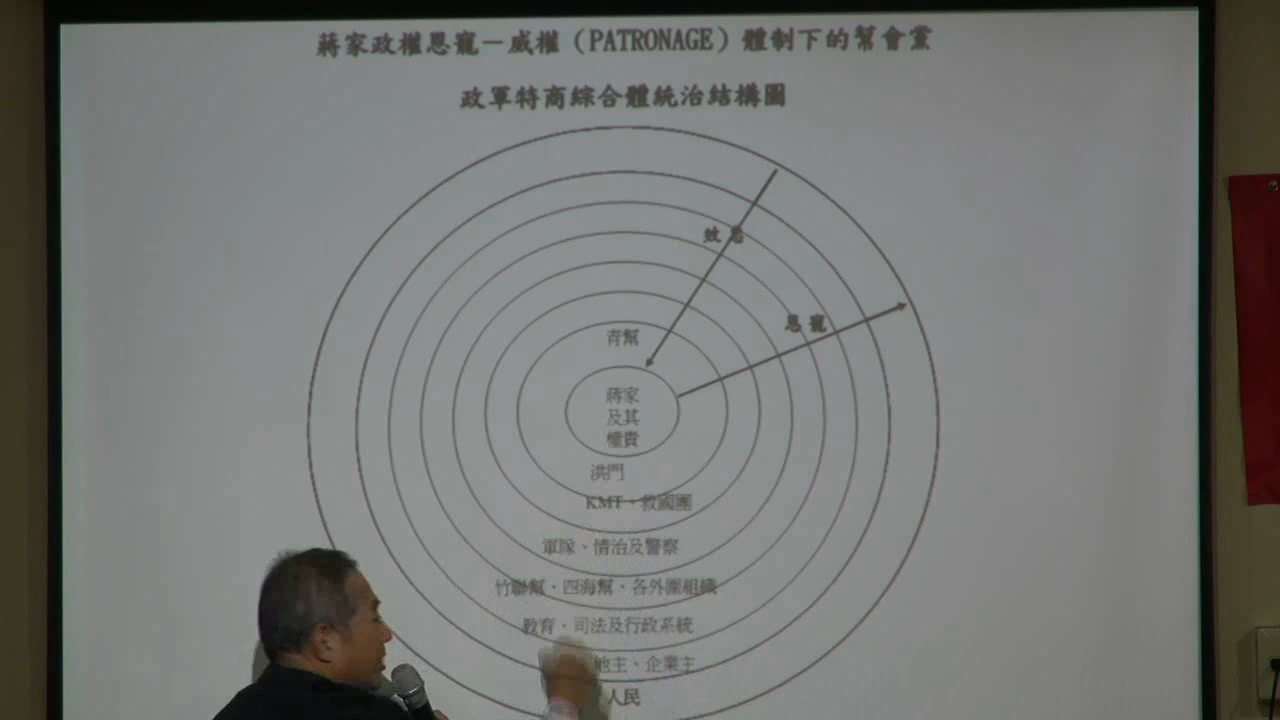 蔣家政權恩寵－威權（PATRONAGE）體制下的幫會黨
政軍特商綜合體統治結構圖
效 忠
恩 寵
青幫
蔣家
及其
權貴
洪門
KMT、救國團
軍隊、情治及警察
竹聯幫、四海幫、各外圍組織
教育、司法及行政系統
地主、企業主
人民